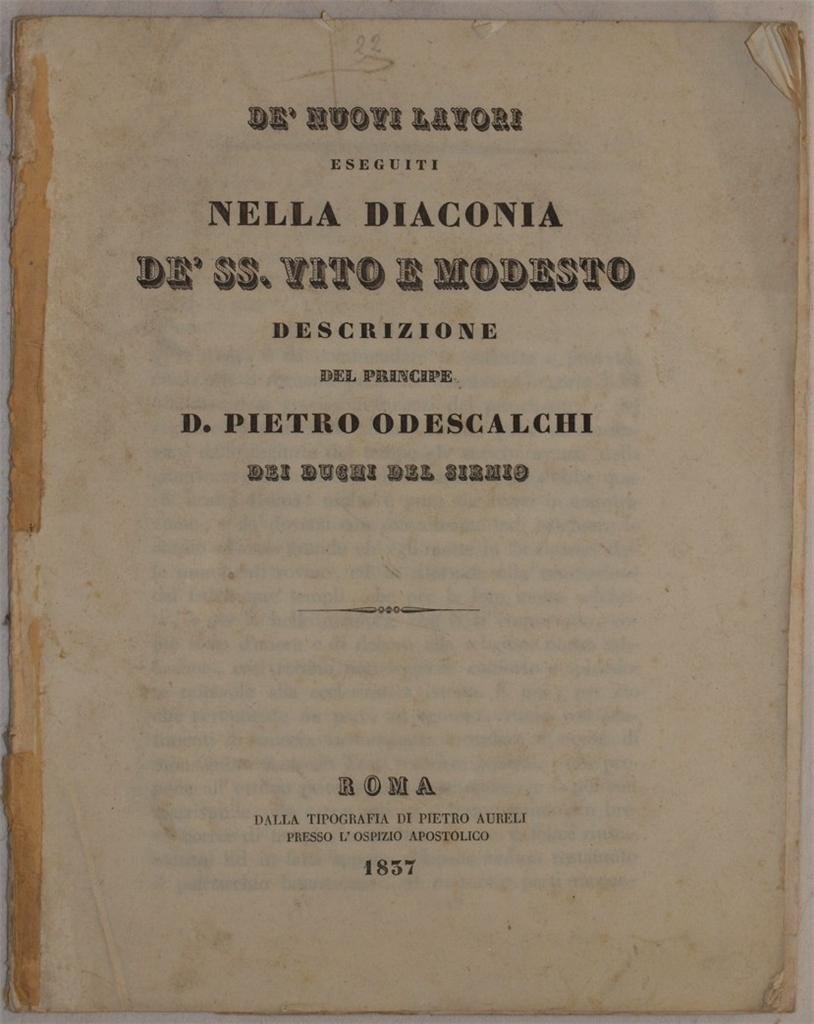 22
DE' NUOVI LAVORI
ESEGUITI
NELLA DIACONIA
DE' SS. VITO E MODESTO
DESCRIZIONE
DEL PRINCIPE
D. PIETRO ODESCALCHI
DEI DUCHI DEL SIRMIO
ROMA
DALLA TIPOGRAFIA DI PIETRO AURELI
PRESSO L'OSPIZIO APOSTOLICO
1837